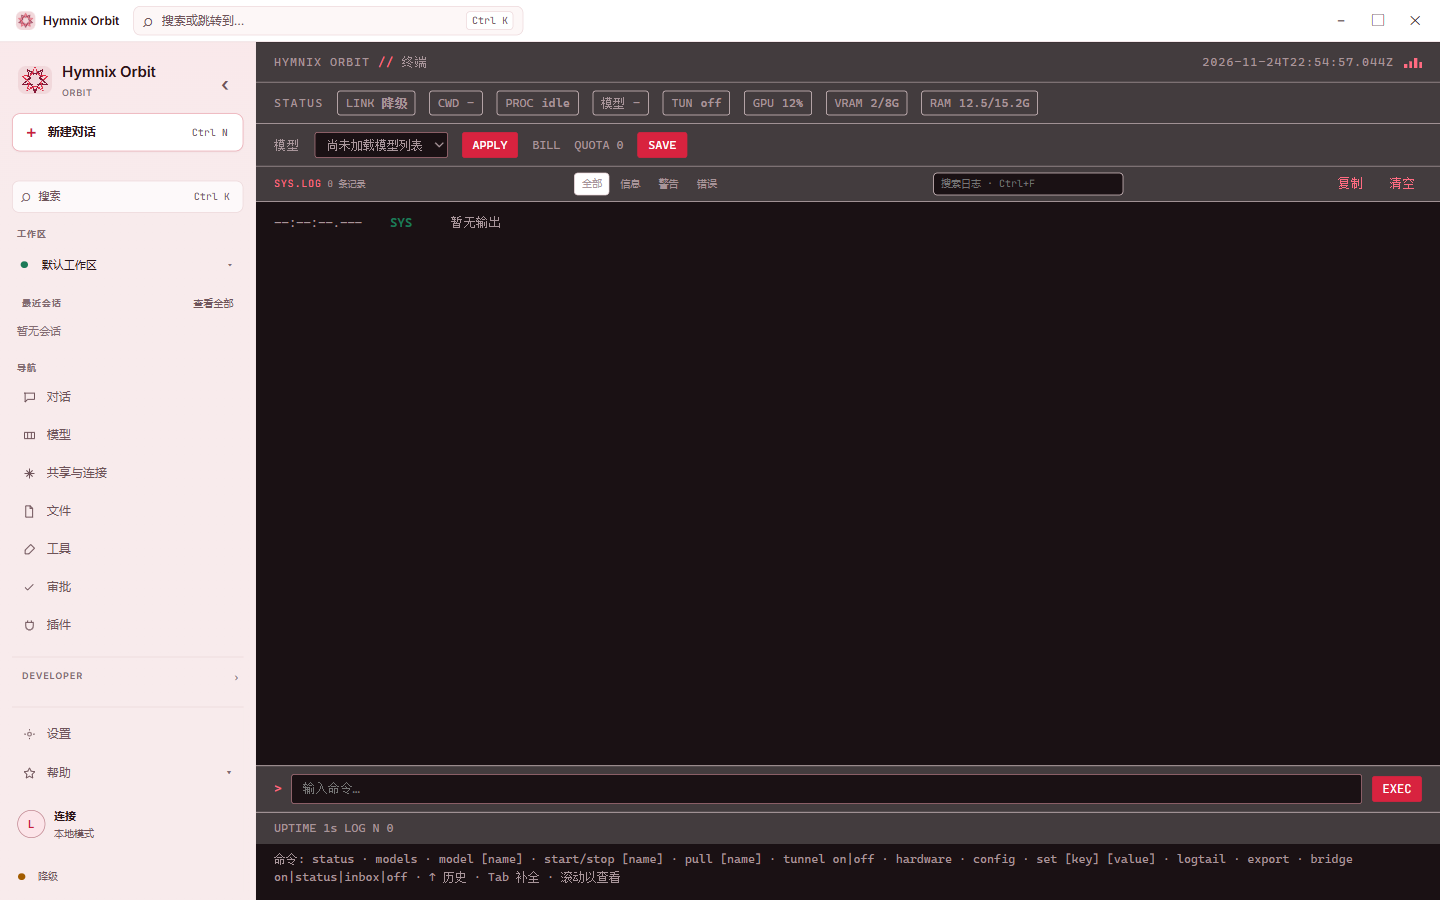 Hymnix Orbit
搜索或跳转到...
Ctrl K
Hymnix Orbit
ORBIT
+ 新建对话 Ctrl N
搜索 Ctrl K
工作区
默认工作区
最近会话 查看全部
暂无会话
导航
对话
模型
共享与连接
文件
工具
审批
插件
DEVELOPER
设置
帮助
L
连接
本地模式
降级
HYMNIX ORBIT // 终端
2026-11-24T22:54:57.044Z
STATUS LINK 降级 CWD — PROC idle 模型 — TUN off GPU 12% VRAM 2/8G RAM 12.5/15.2G
模型 尚未加载模型列表 APPLY BILL QUOTA 0 SAVE
SYS.LOG 0 条记录 全部 信息 警告 错误 搜索日志 · Ctrl+F 复制 清空
--:--:--.--- SYS 暂无输出
> 输入命令... EXEC
UPTIME 1s LOG N 0
命令: status · models · model [name] · start/stop [name] · pull [name] · tunnel on|off · hardware · config · set [key] [value] · logtail · export · bridge
on|status|inbox|off · ↑ 历史 · Tab 补全 · 滚动以查看